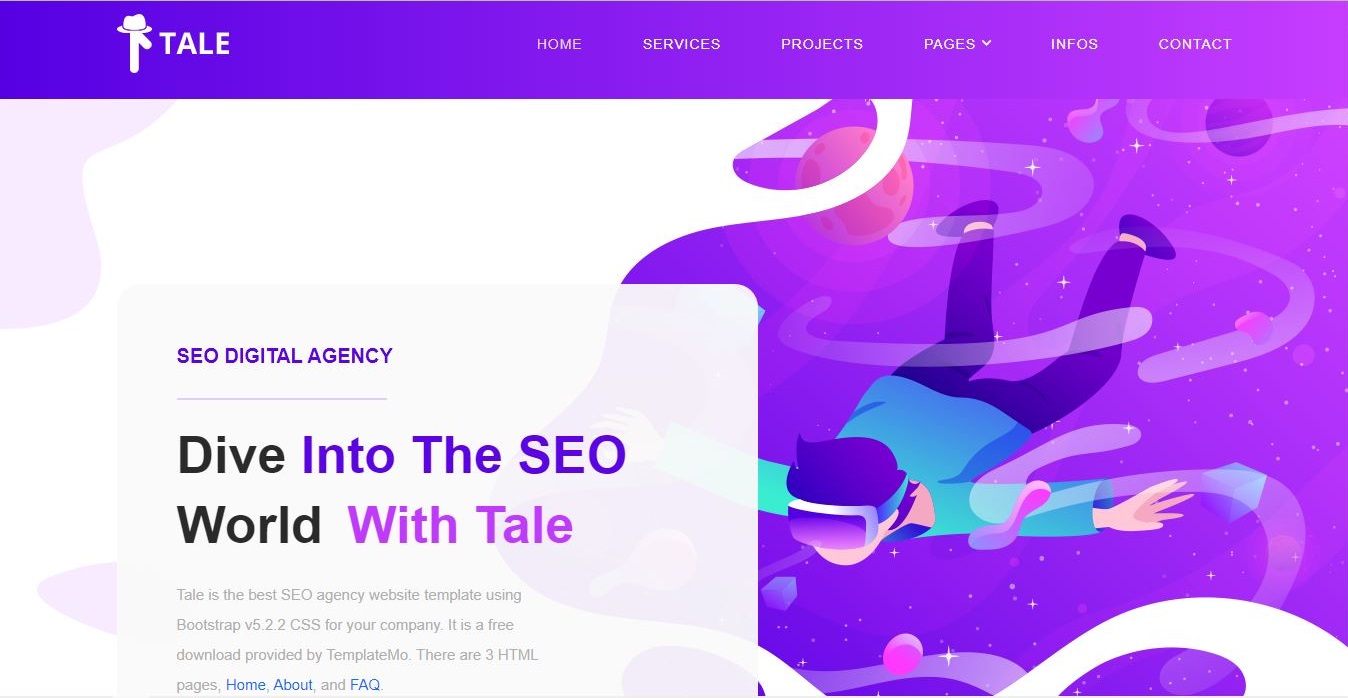 TALE
HOME SERVICES PROJECTS PAGES INFOS CONTACT
SEO DIGITAL AGENCY
Dive Into The SEO
World With Tale
Tale is the best SEO agency website template using
Bootstrap v5.2.2 CSS for your company. It is a free
download provided by TemplateMo. There are 3 HTML
pages, Home, About, and FAQ.